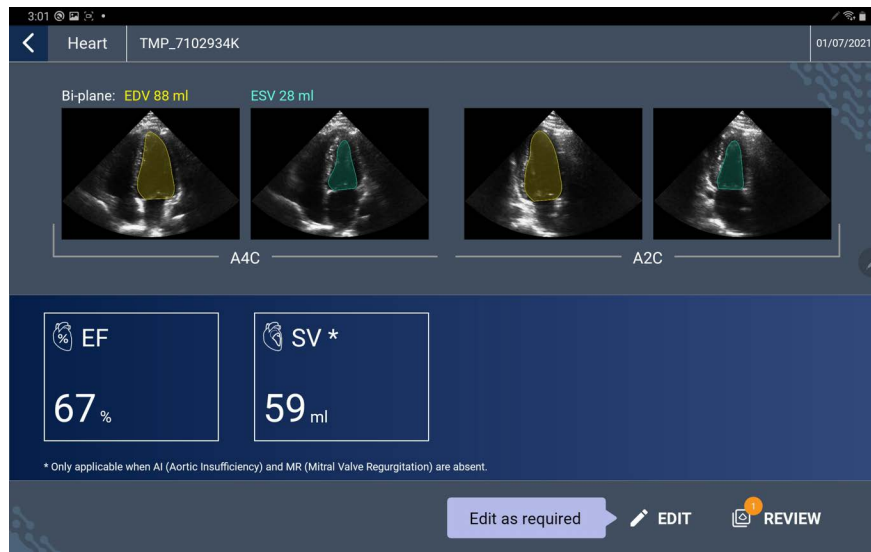 3:01
Heart TMP_7102934K 01/07/2021
Bi-plane: EDV 88 ml ESV 28 ml
A4C A2C
% EF SV *
67 % 59 ml
* Only applicable when AI (Aortic Insufficiency) and MR (Mitral Valve Regurgitation) are absent.
Edit as required EDIT 1 REVIEW